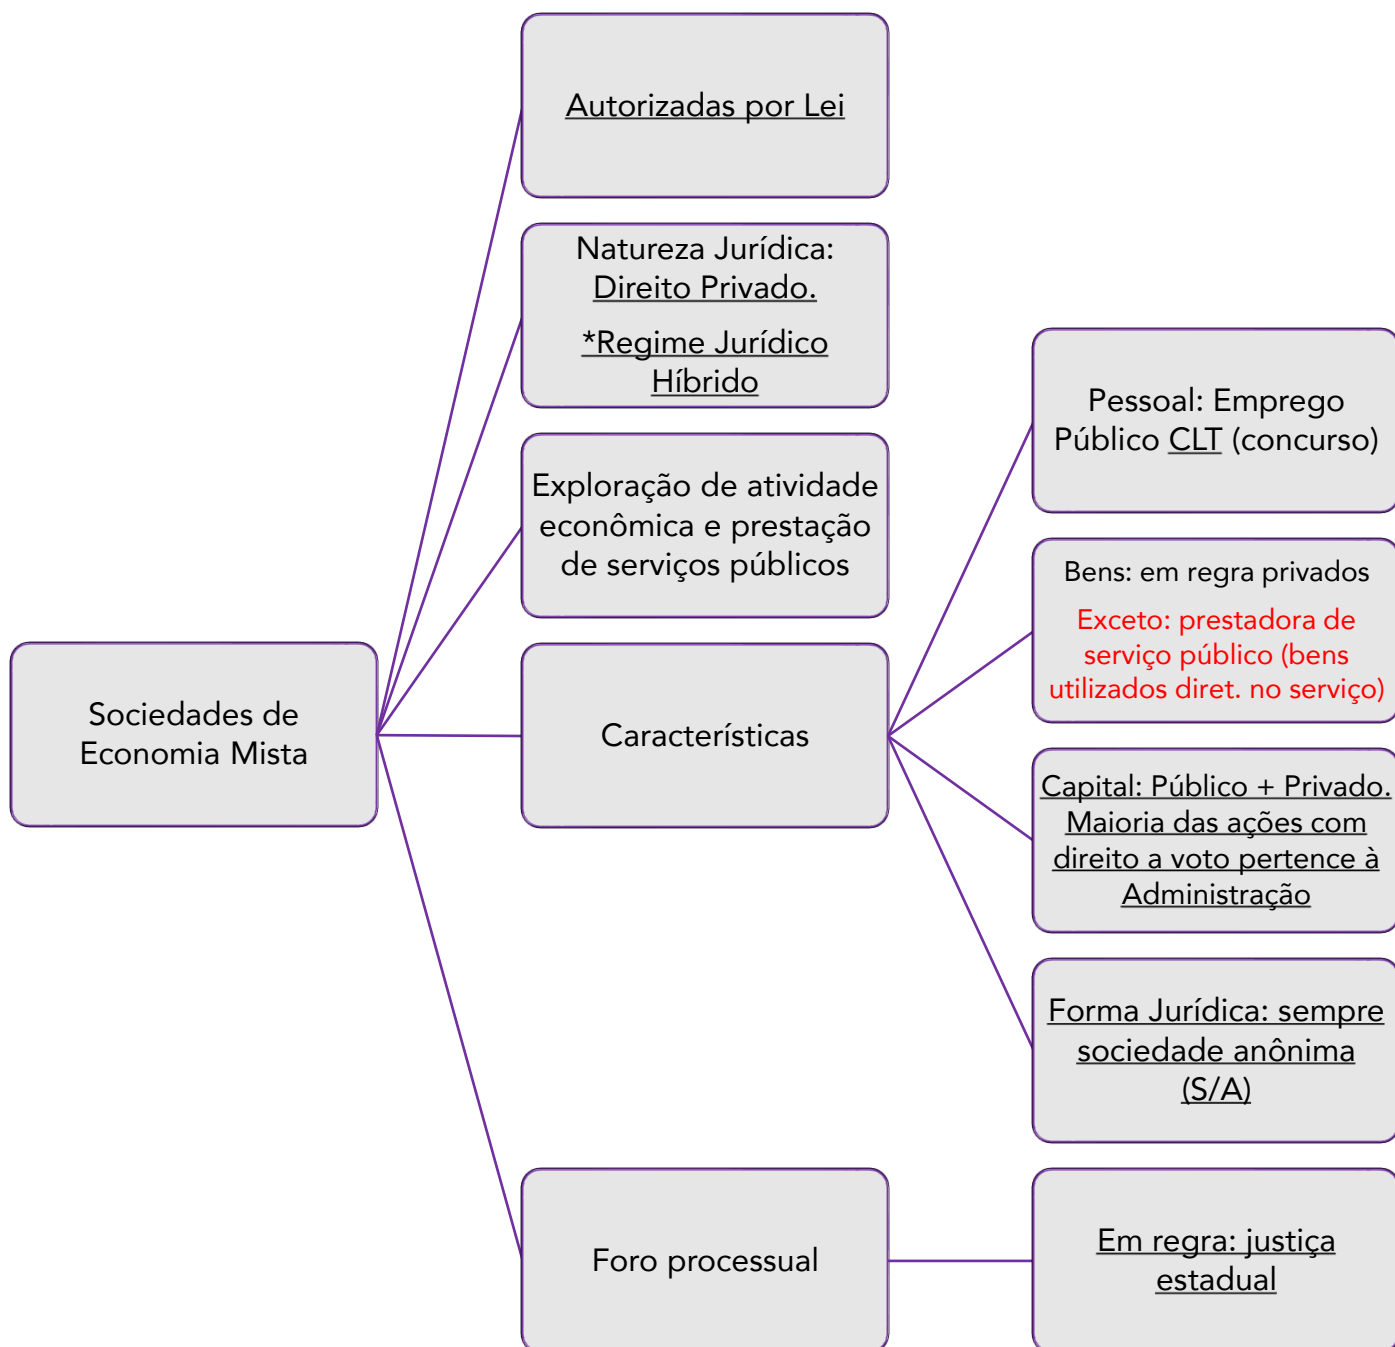 Sociedades de
Economia Mista
Autorizadas por Lei
Natureza Jurídica:
Direito Privado.
*Regime Jurídico
Híbrido
Exploração de atividade
econômica e prestação
de serviços públicos
Características
Pessoal: Emprego
Público CLT (concurso)
Bens: em regra privados
Exceto: prestadora de
serviço público (bens
utilizados diret. no serviço)
Capital: Público + Privado.
Maioria das ações com
direito a voto pertence à
Administração
Forma Jurídica: sempre
sociedade anônima
(S/A)
Foro processual
Em regra: justiça
estadual